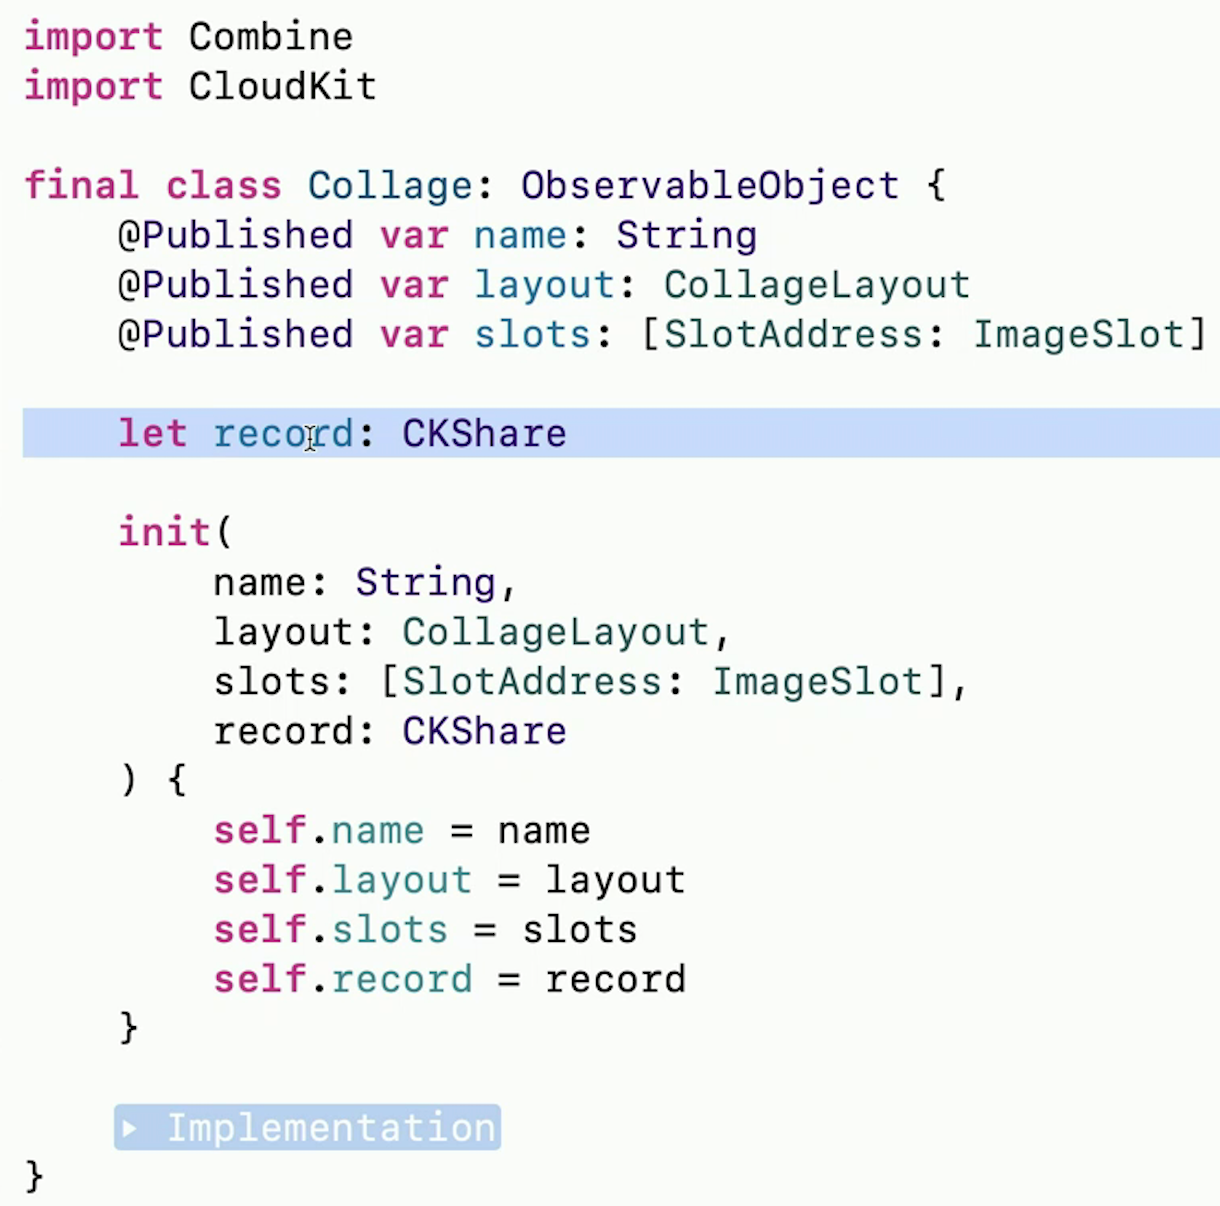 import Combine
import CloudKit
final class Collage: ObservableObject {
@Published var name: String
@Published var layout: CollageLayout
@Published var slots: [SlotAddress: ImageSlot]
let record: CKShare
init(
name: String,
layout: CollageLayout,
slots: [SlotAddress: ImageSlot],
record: CKShare
) {
self.name = name
self.layout = layout
self.slots = slots
self.record = record
}
▸ Implementation
}